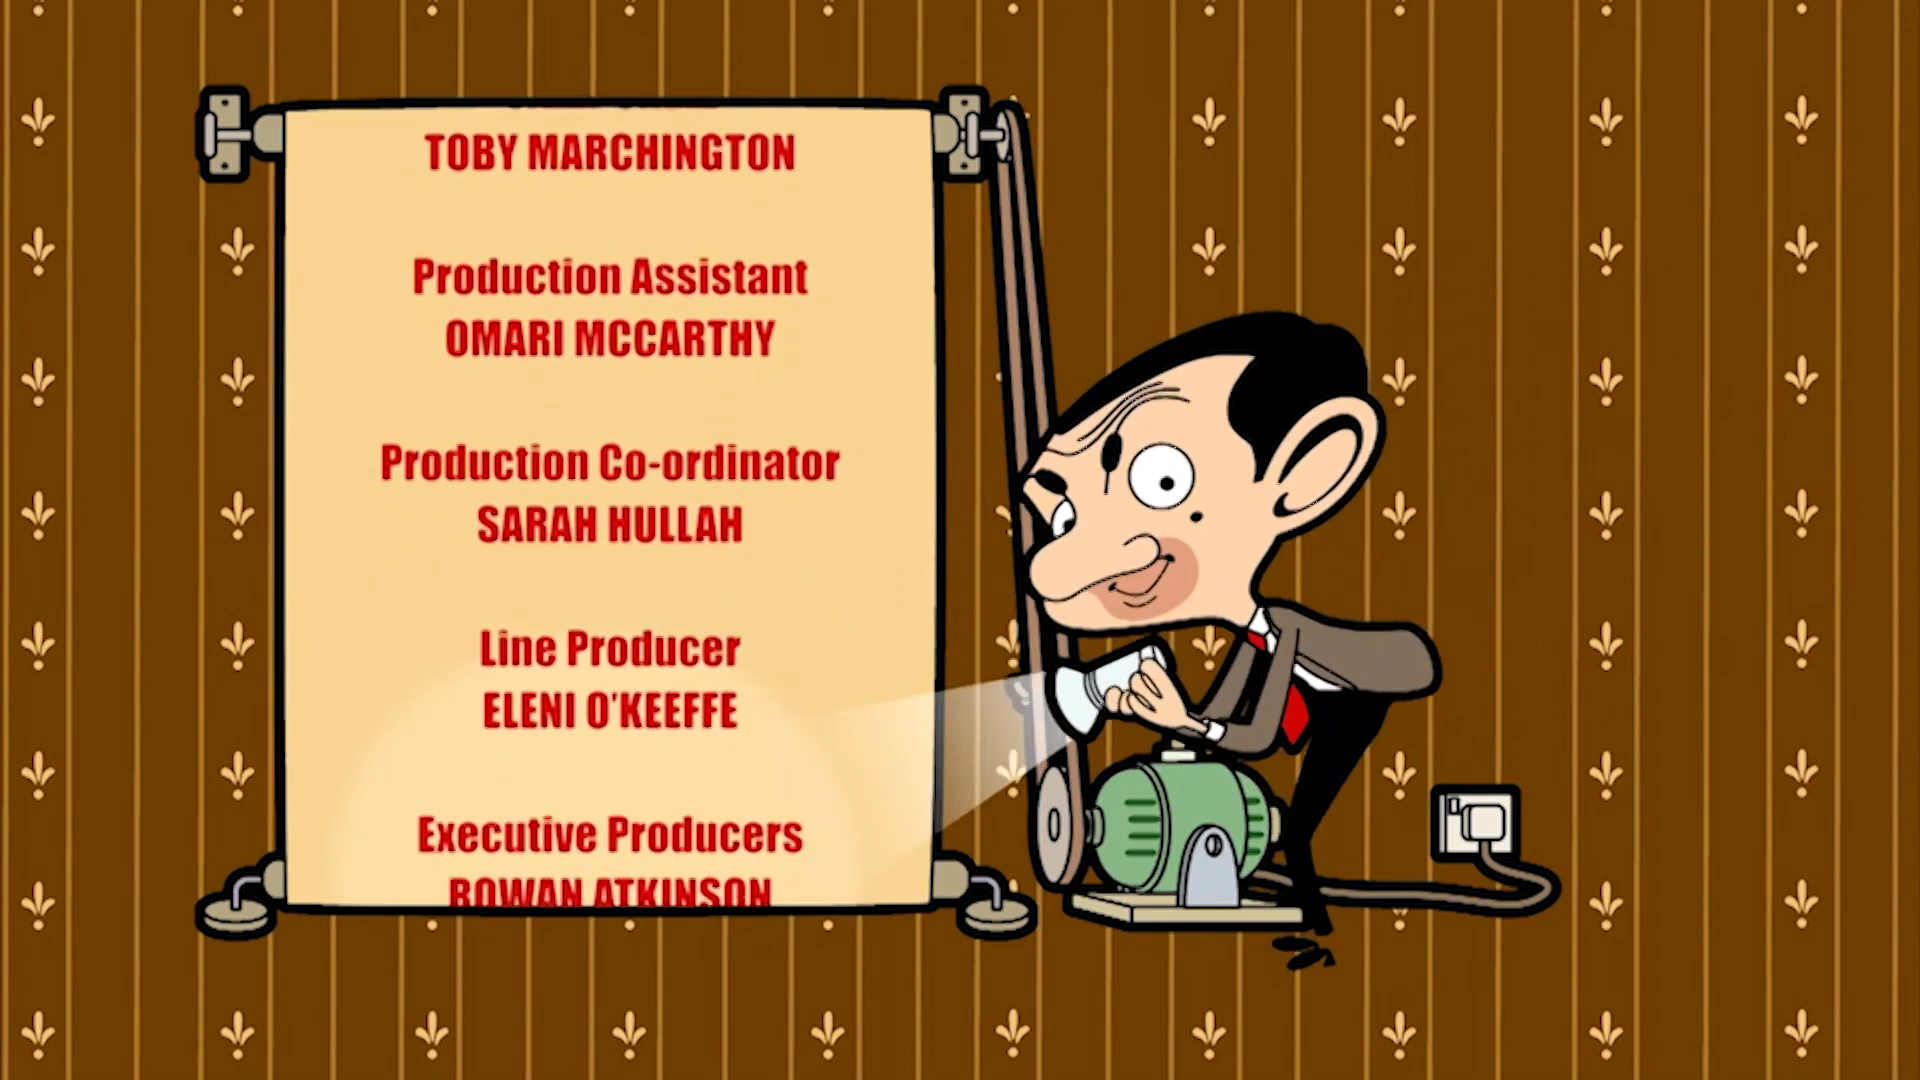 TOBY MARCHINGTON
Production Assistant
OMARI MCCARTHY
Production Co-ordinator
SARAH HULLAH
Line Producer
ELENI O'KEEFFE
Executive Producers
ROWAN ATKINSON